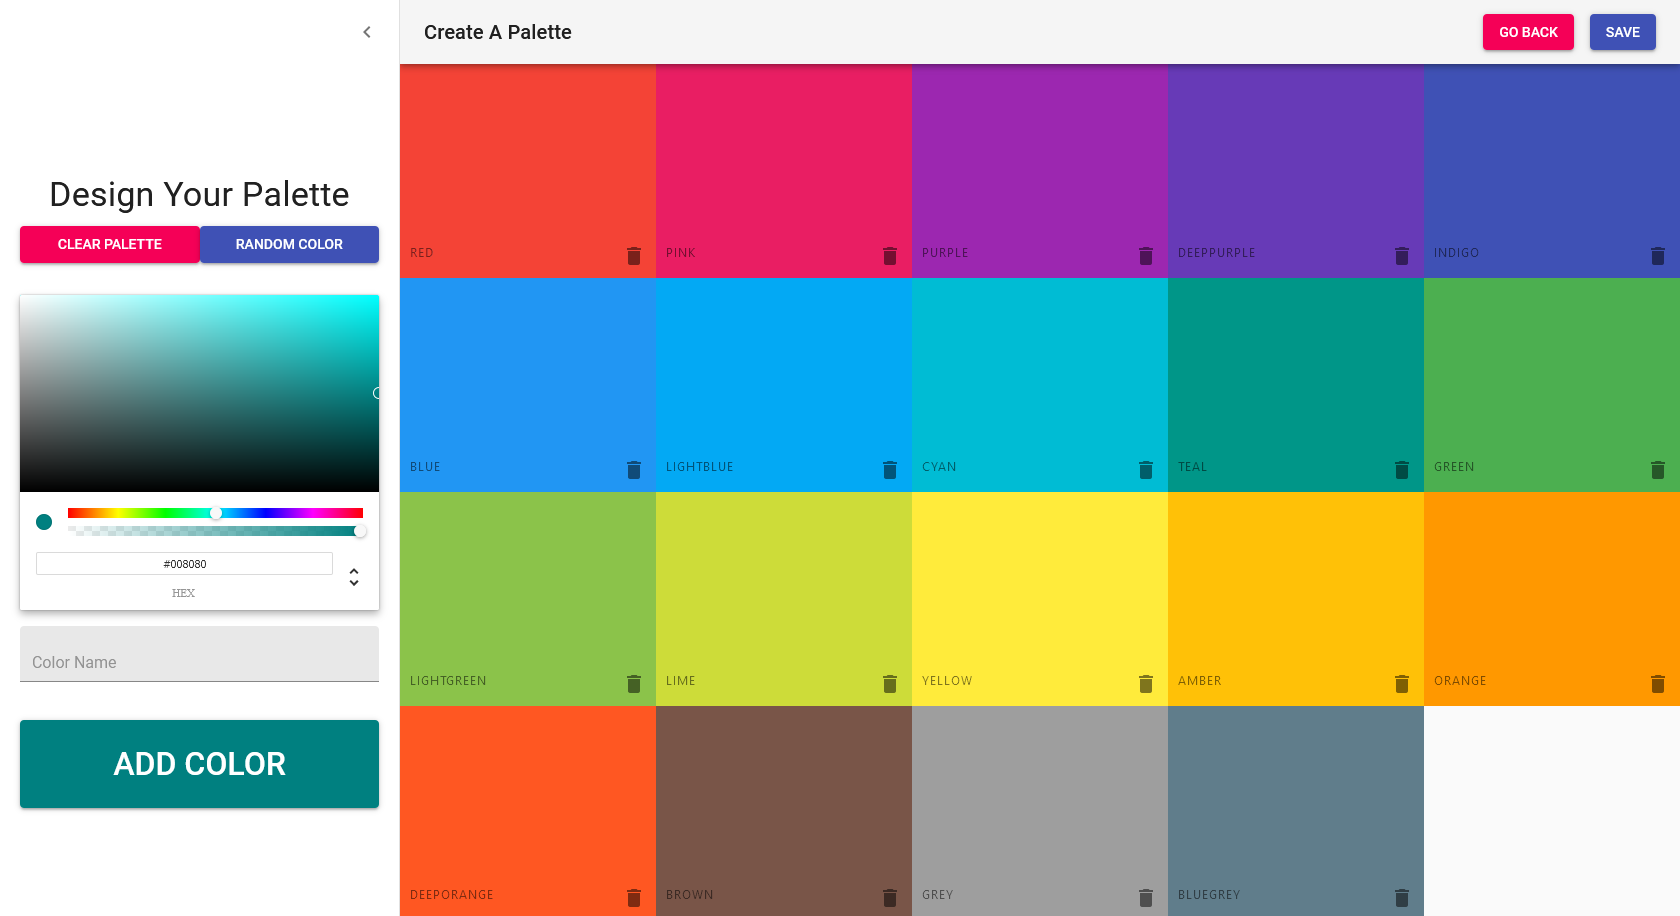 Create A Palette
GO BACK
SAVE
Design Your Palette
CLEAR PALETTE
RANDOM COLOR
#008080
HEX
Color Name
ADD COLOR
RED
PINK
PURPLE
DEEPPURPLE
INDIGO
BLUE
LIGHTBLUE
CYAN
TEAL
GREEN
LIGHTGREEN
LIME
YELLOW
AMBER
ORANGE
DEEPORANGE
BROWN
GREY
BLUEGREY